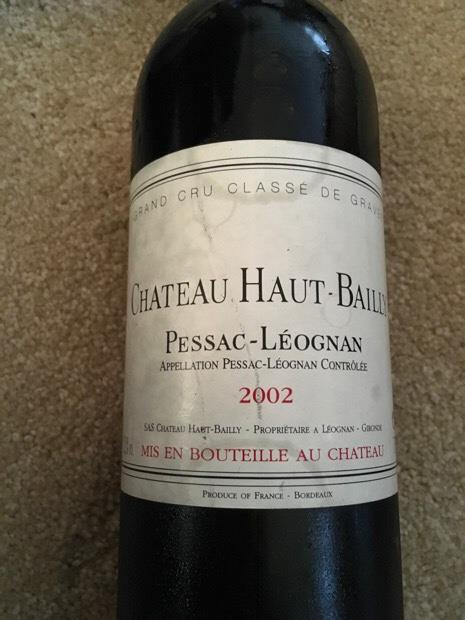 GRAND CRU CLASSÉ DE GRAVES
CHATEAU HAUT-BAILLY
PESSAC-LÉOGNAN
APPELLATION PESSAC-LÉOGNAN CONTRÔLÉE
2002
SAS CHATEAU HAUT-BAILLY - PROPRIÉTAIRE A LÉOGNAN - GIRONDE
MIS EN BOUTEILLE AU CHATEAU
PRODUCE OF FRANCE - BORDEAUX